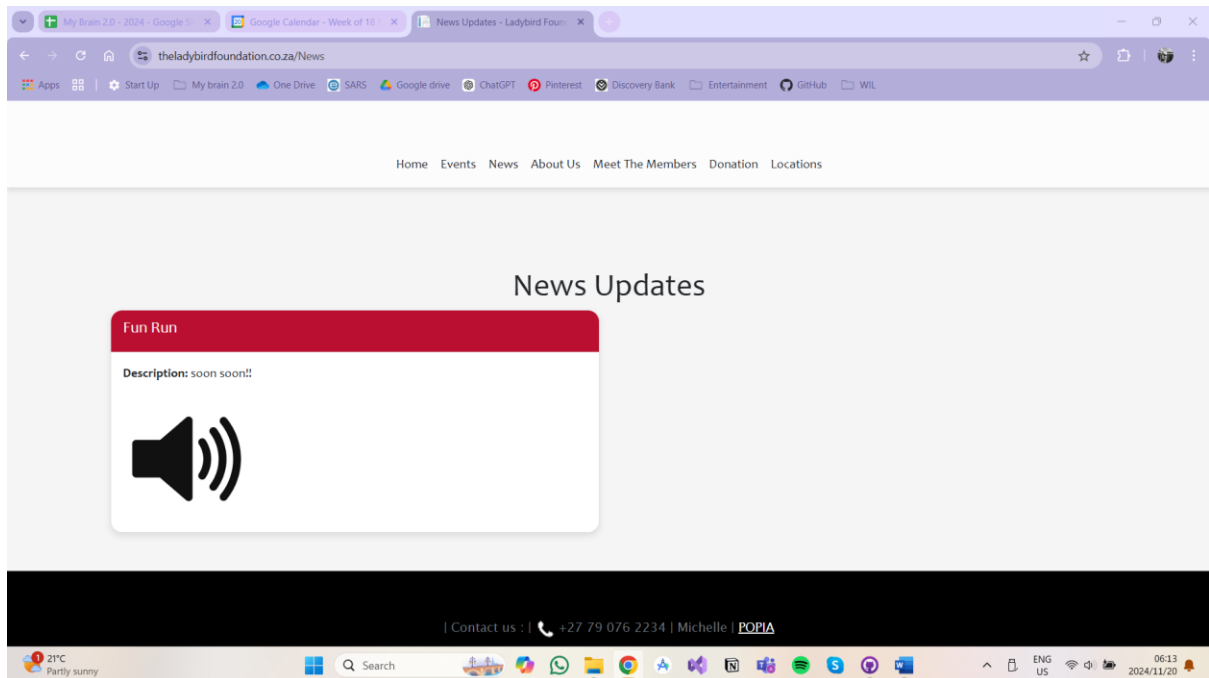 My Brain 2.0 - 2024 - Google S
Google Calendar - Week of 18
News Updates - Ladybird Foun
theladybirdfoundation.co.za/News
Apps Start Up My brain 2.0 One Drive SARS Google drive ChatGPT Pinterest Discovery Bank Entertainment GitHub WIL
Home Events News About Us Meet The Members Donation Locations
News Updates
Fun Run
Description: soon soon!!
| Contact us : | +27 79 076 2234 | Michelle | POPIA
1 21°C
Partly sunny
Search
ENG
US
06:13
2024/11/20